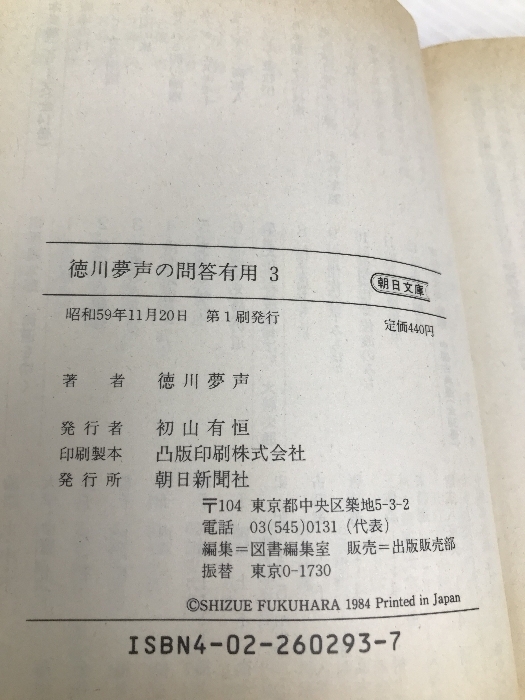 徳川夢声の問答有用 3
朝日文庫
昭和59年11月20日 第1刷発行
定価440円
著者 徳川夢声
発行者 初山有恒
印刷製本 凸版印刷株式会社
発行所 朝日新聞社
〒104 東京都中央区築地5-3-2
電話 03(545)0131(代表)
編集=図書編集室 販売=出版販売部
振替 東京0-1730
©SHIZUE FUKUHARA 1984 Printed in Japan
ISBN4-02-260293-7